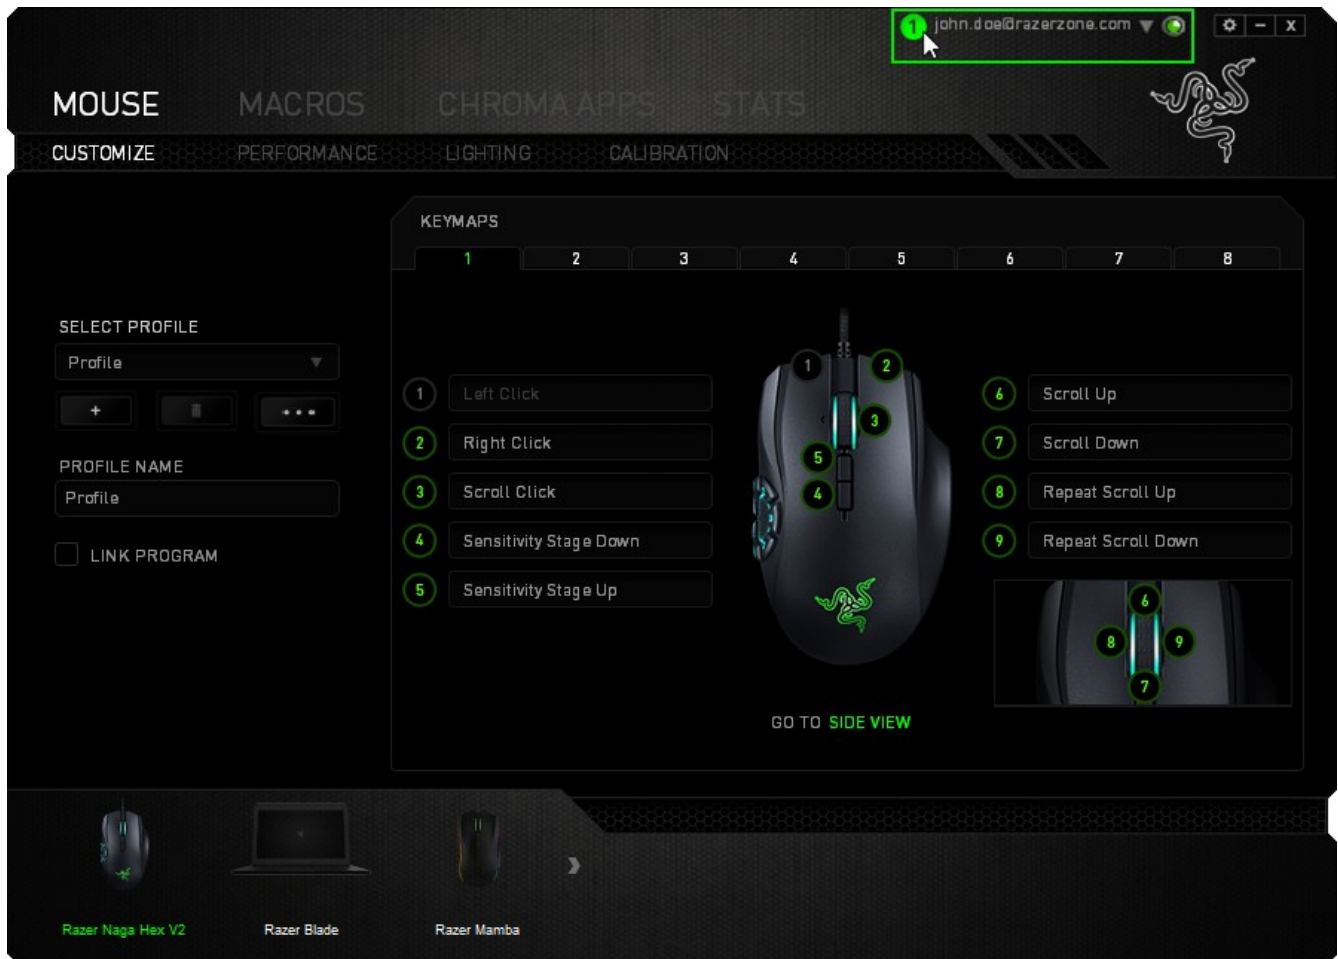 1 john.doe@razerzone.com
MOUSE MACROS CHROMA APPS STATS
CUSTOMIZE PERFORMANCE LIGHTING CALIBRATION
KEYMAPS
1 2 3 4 5 6 7 8
SELECT PROFILE
Profile
PROFILE NAME
Profile
LINK PROGRAM
1 Left Click
2 Right Click
3 Scroll Click
4 Sensitivity Stage Down
5 Sensitivity Stage Up
1 2
3
5
4
6 Scroll Up
7 Scroll Down
8 Repeat Scroll Up
9 Repeat Scroll Down
6
8 9
7
GO TO SIDE VIEW
Razer Naga Hex V2 Razer Blade Razer Mamba